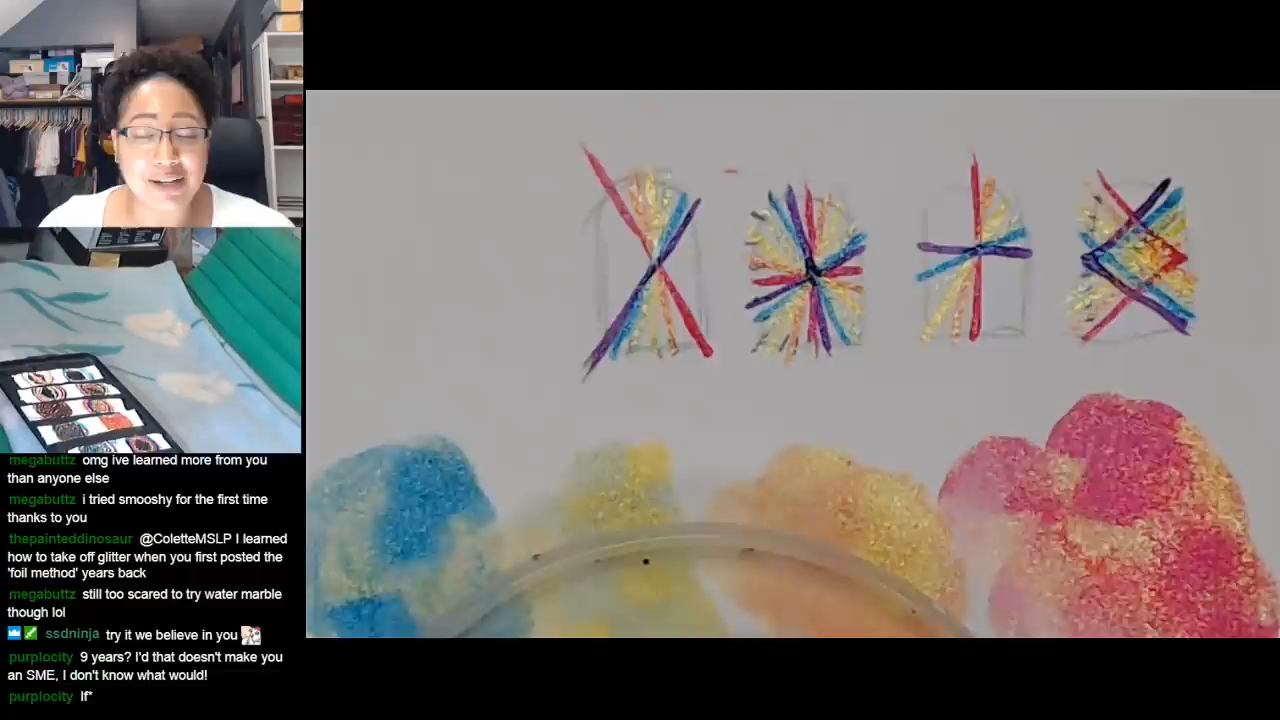 megabuttz omg ive learned more from you
than anyone else
megabuttz i tried smooshy for the first time
thanks to you
thepainteddinosaur @ColetteMSLP I learned
how to take off glitter when you first posted the
'foil method' years back
megabuttz still too scared to try water marble
though lol
ssdninja try it we believe in you
purplocity 9 years? I'd that doesn't make you
an SME, I don't know what would!
purplocity If*